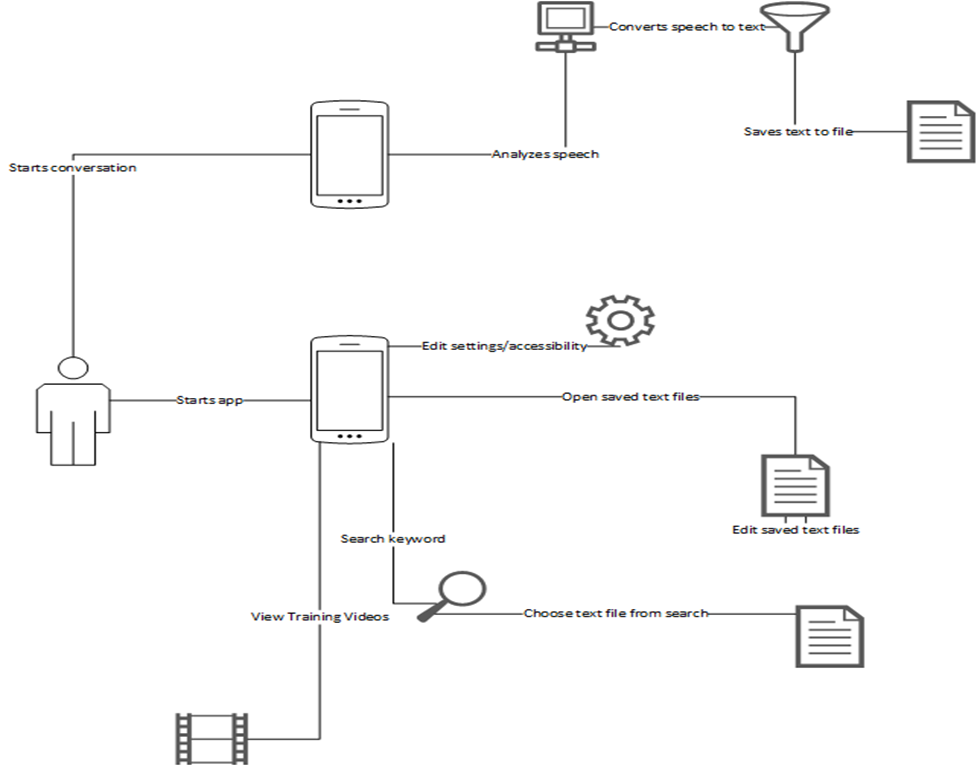 Converts speech to text
Saves text to file
Analyzes speech
Starts conversation
Edit settings/accessibility
Starts app
Open saved text files
Edit saved text files
Search keyword
Choose text file from search
View Training Videos